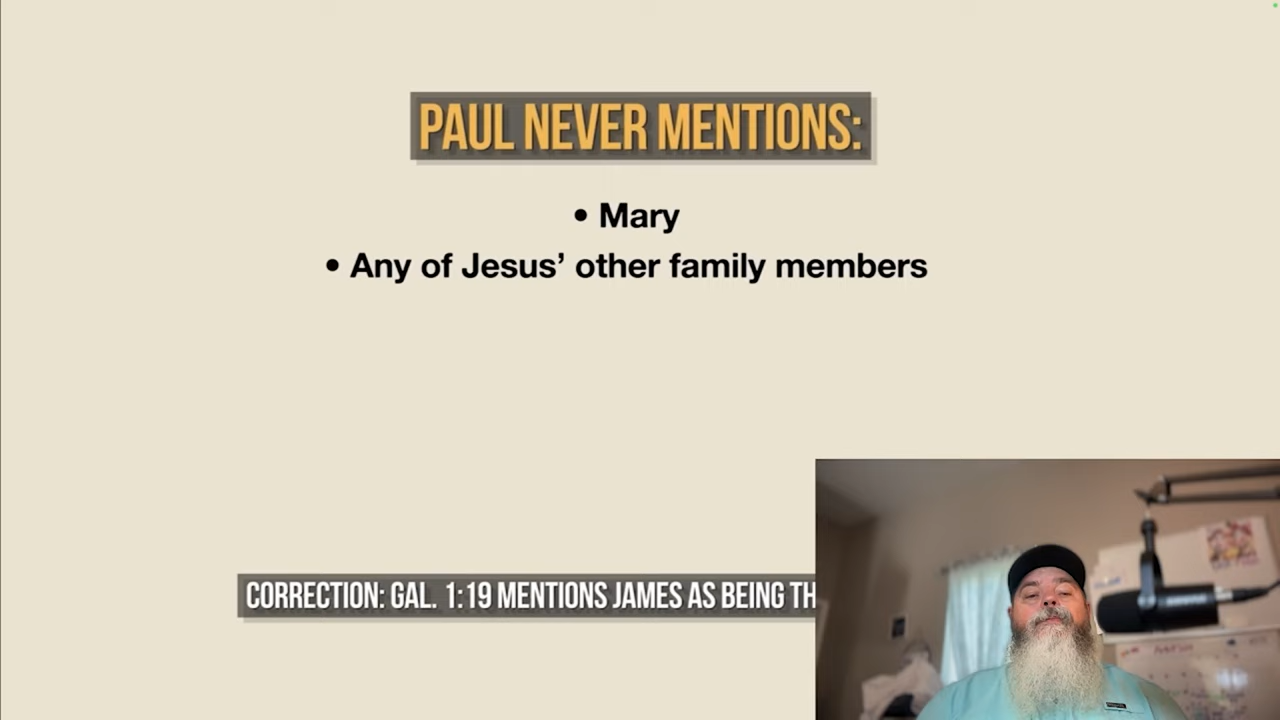 PAUL NEVER MENTIONS:
• Mary
• Any of Jesus’ other family members
CORRECTION: GAL. 1:19 MENTIONS JAMES AS BEING TH